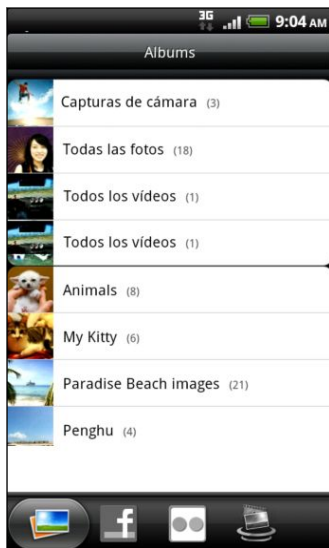 3G 9:04 AM
Albums
Capturas de cámara (3)
Todas las fotos (18)
Todos los vídeos (1)
Todos los vídeos (1)
Animals (8)
My Kitty (6)
Paradise Beach images (21)
Penghu (4)
f